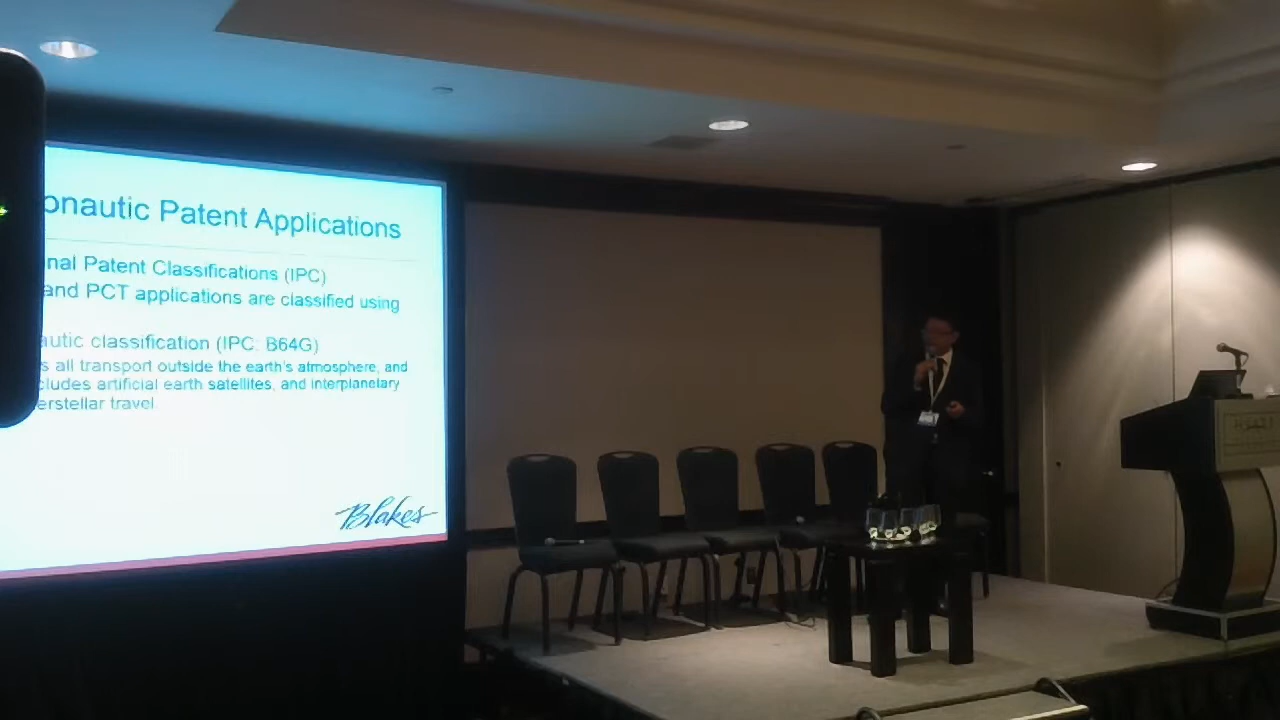 onautic Patent Applications
nal Patent Classifications (IPC)
and PCT applications are classified using
autic classification (IPC: B64G)
s all transport outside the earth's atmosphere, and
cludes artificial earth satellites, and interplanetary
erstellar travel
Blakes
HYATT